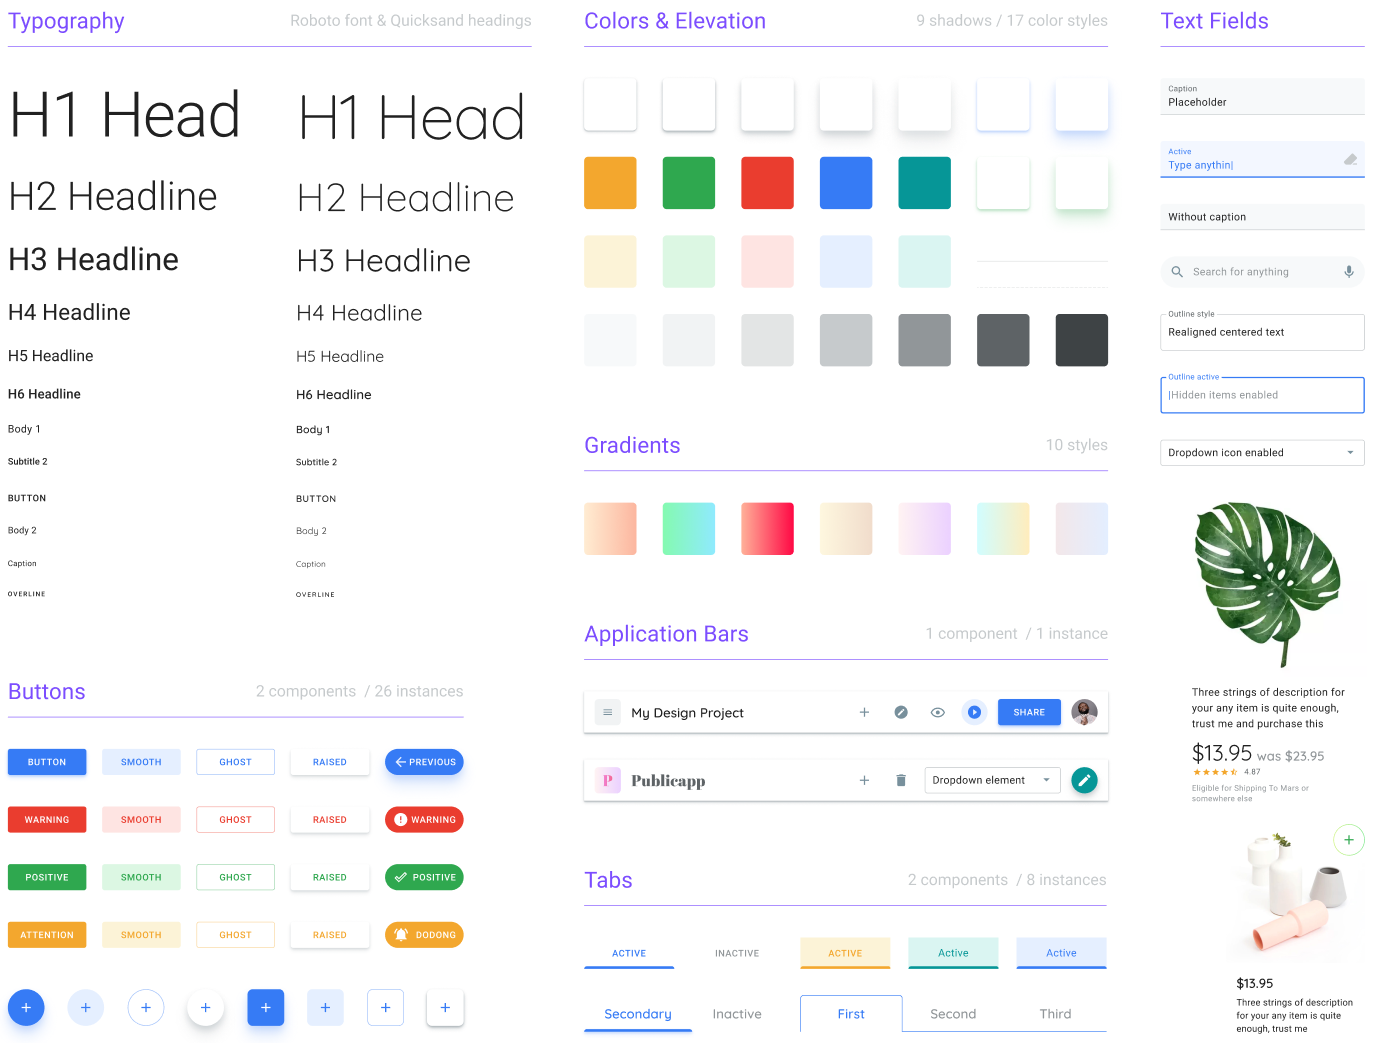 Typography
Roboto font & Quicksand headings
H1 Head
H1 Head
H2 Headline
H2 Headline
H3 Headline
H3 Headline
H4 Headline
H4 Headline
H5 Headline
H5 Headline
H6 Headline
H6 Headline
Body 1
Body 1
Subtitle 2
Subtitle 2
BUTTON
BUTTON
Body 2
Body 2
Caption
Caption
OVERLINE
OVERLINE
Buttons
2 components / 26 instances
BUTTON
SMOOTH
GHOST
RAISED
PREVIOUS
WARNING
SMOOTH
GHOST
RAISED
WARNING
POSITIVE
SMOOTH
GHOST
RAISED
POSITIVE
ATTENTION
SMOOTH
GHOST
RAISED
DODONG
Colors & Elevation
9 shadows / 17 color styles
Gradients
10 styles
Application Bars
1 component / 1 instance
My Design Project
SHARE
P
Publicapp
Dropdown element
Tabs
2 components / 8 instances
ACTIVE
INACTIVE
ACTIVE
Active
Active
Secondary
Inactive
First
Second
Third
Text Fields
Caption
Placeholder
Active
Type anythin
Without caption
Search for anything
Outline style
Realigned centered text
Outline active
Hidden items enabled
Dropdown icon enabled
Three strings of description for
your any item is quite enough,
trust me and purchase this
$13.95 was $23.95
4.87
Eligible for Shipping To Mars or
somewhere else
$13.95
Three strings of description
for your any item is quite
enough, trust me